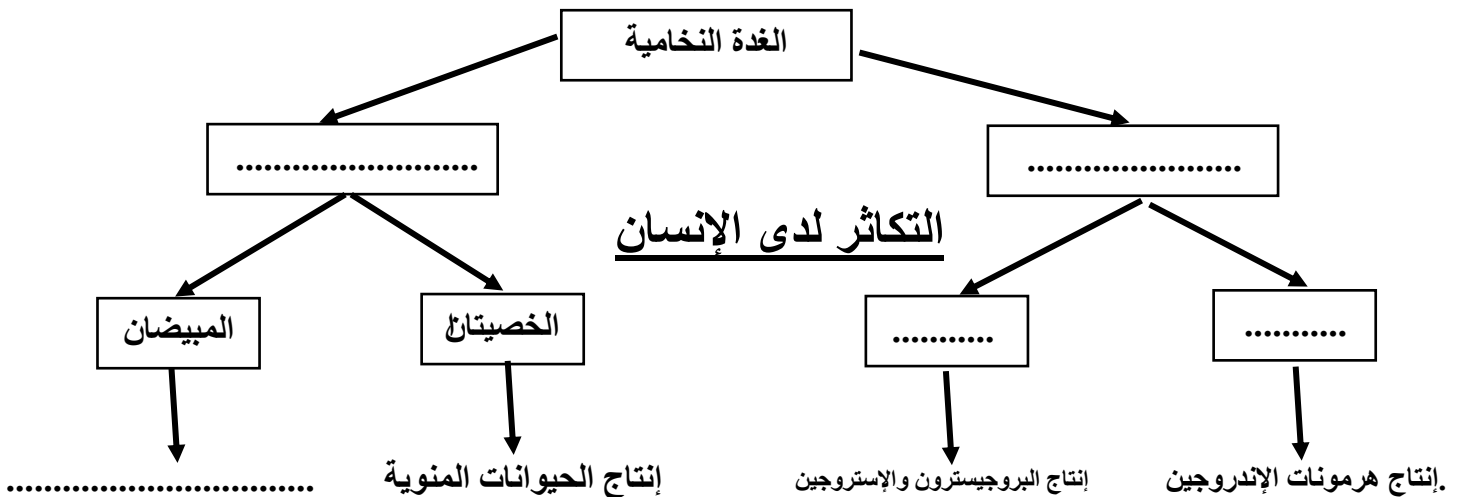 الغدة النخامية
..........................
.......................
التكاثر لدى الإنسان
...........
...........
الخصيتان
المبيضان
إنتاج هرمونات الإندروجين.
إنتاج البروجيسترون والإستروجين
إنتاج الحيوانات المنوية
.................................